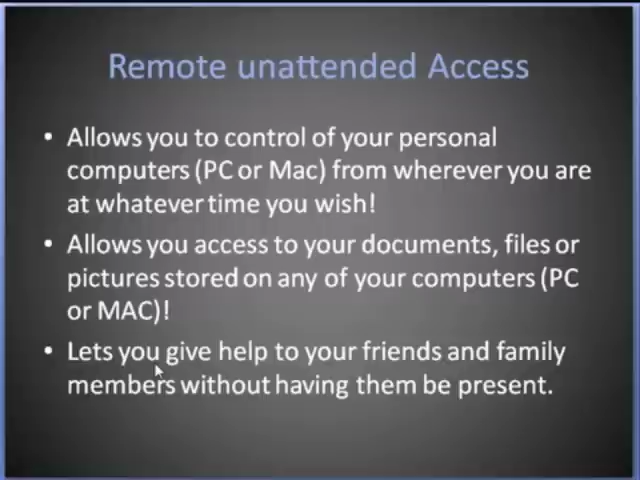 Remote unattended Access
• Allows you to control of your personal
computers (PC or Mac) from wherever you are
at whatever time you wish!
• Allows you access to your documents, files or
pictures stored on any of your computers (PC
or MAC)!
• Lets you give help to your friends and family
members without having them be present.